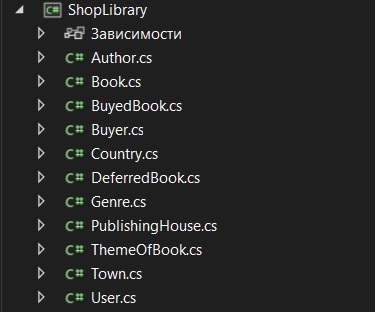 ShopLibrary
Зависимости
C# Author.cs
C# Book.cs
C# BuyedBook.cs
C# Buyer.cs
C# Country.cs
C# DeferredBook.cs
C# Genre.cs
C# PublishingHouse.cs
C# ThemeOfBook.cs
C# Town.cs
C# User.cs